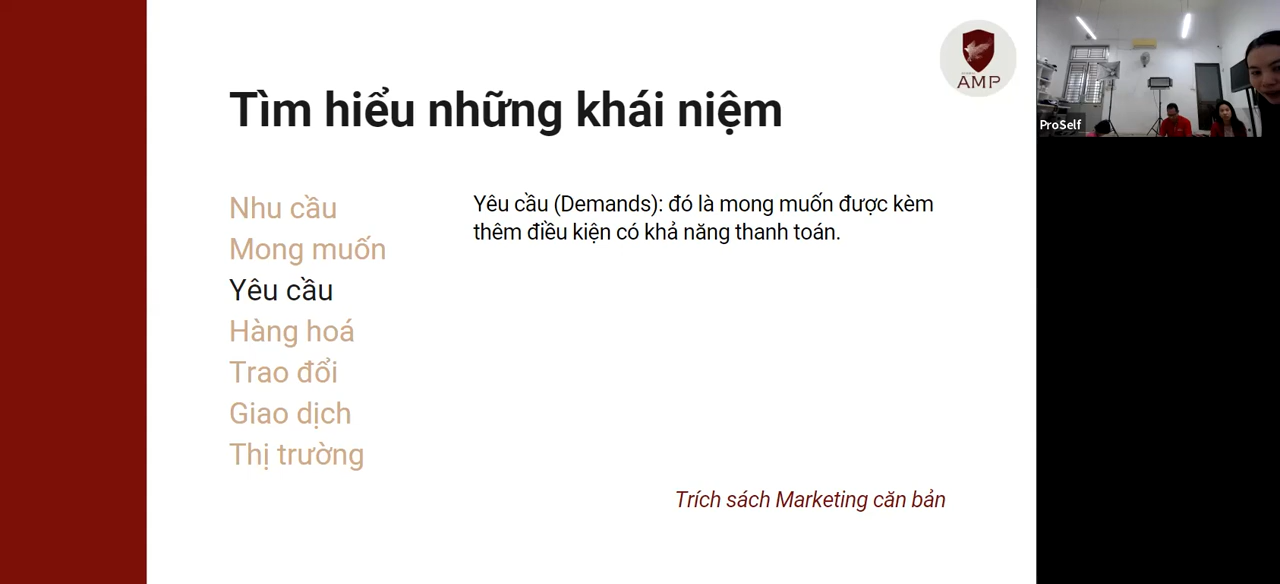 Tìm hiểu những khái niệm
Nhu cầu
Mong muốn
Yêu cầu
Hàng hoá
Trao đổi
Giao dịch
Thị trường
Yêu cầu (Demands): đó là mong muốn được kèm
thêm điều kiện có khả năng thanh toán.
Trích sách Marketing căn bản
AMP
ProSelf